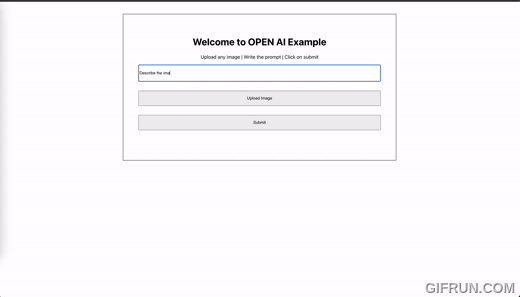 Welcome to OPEN AI Example
Upload any image | Write the prompt | Click on submit
Describe the ima
Upload Image
Submit
GIFRUN.COM